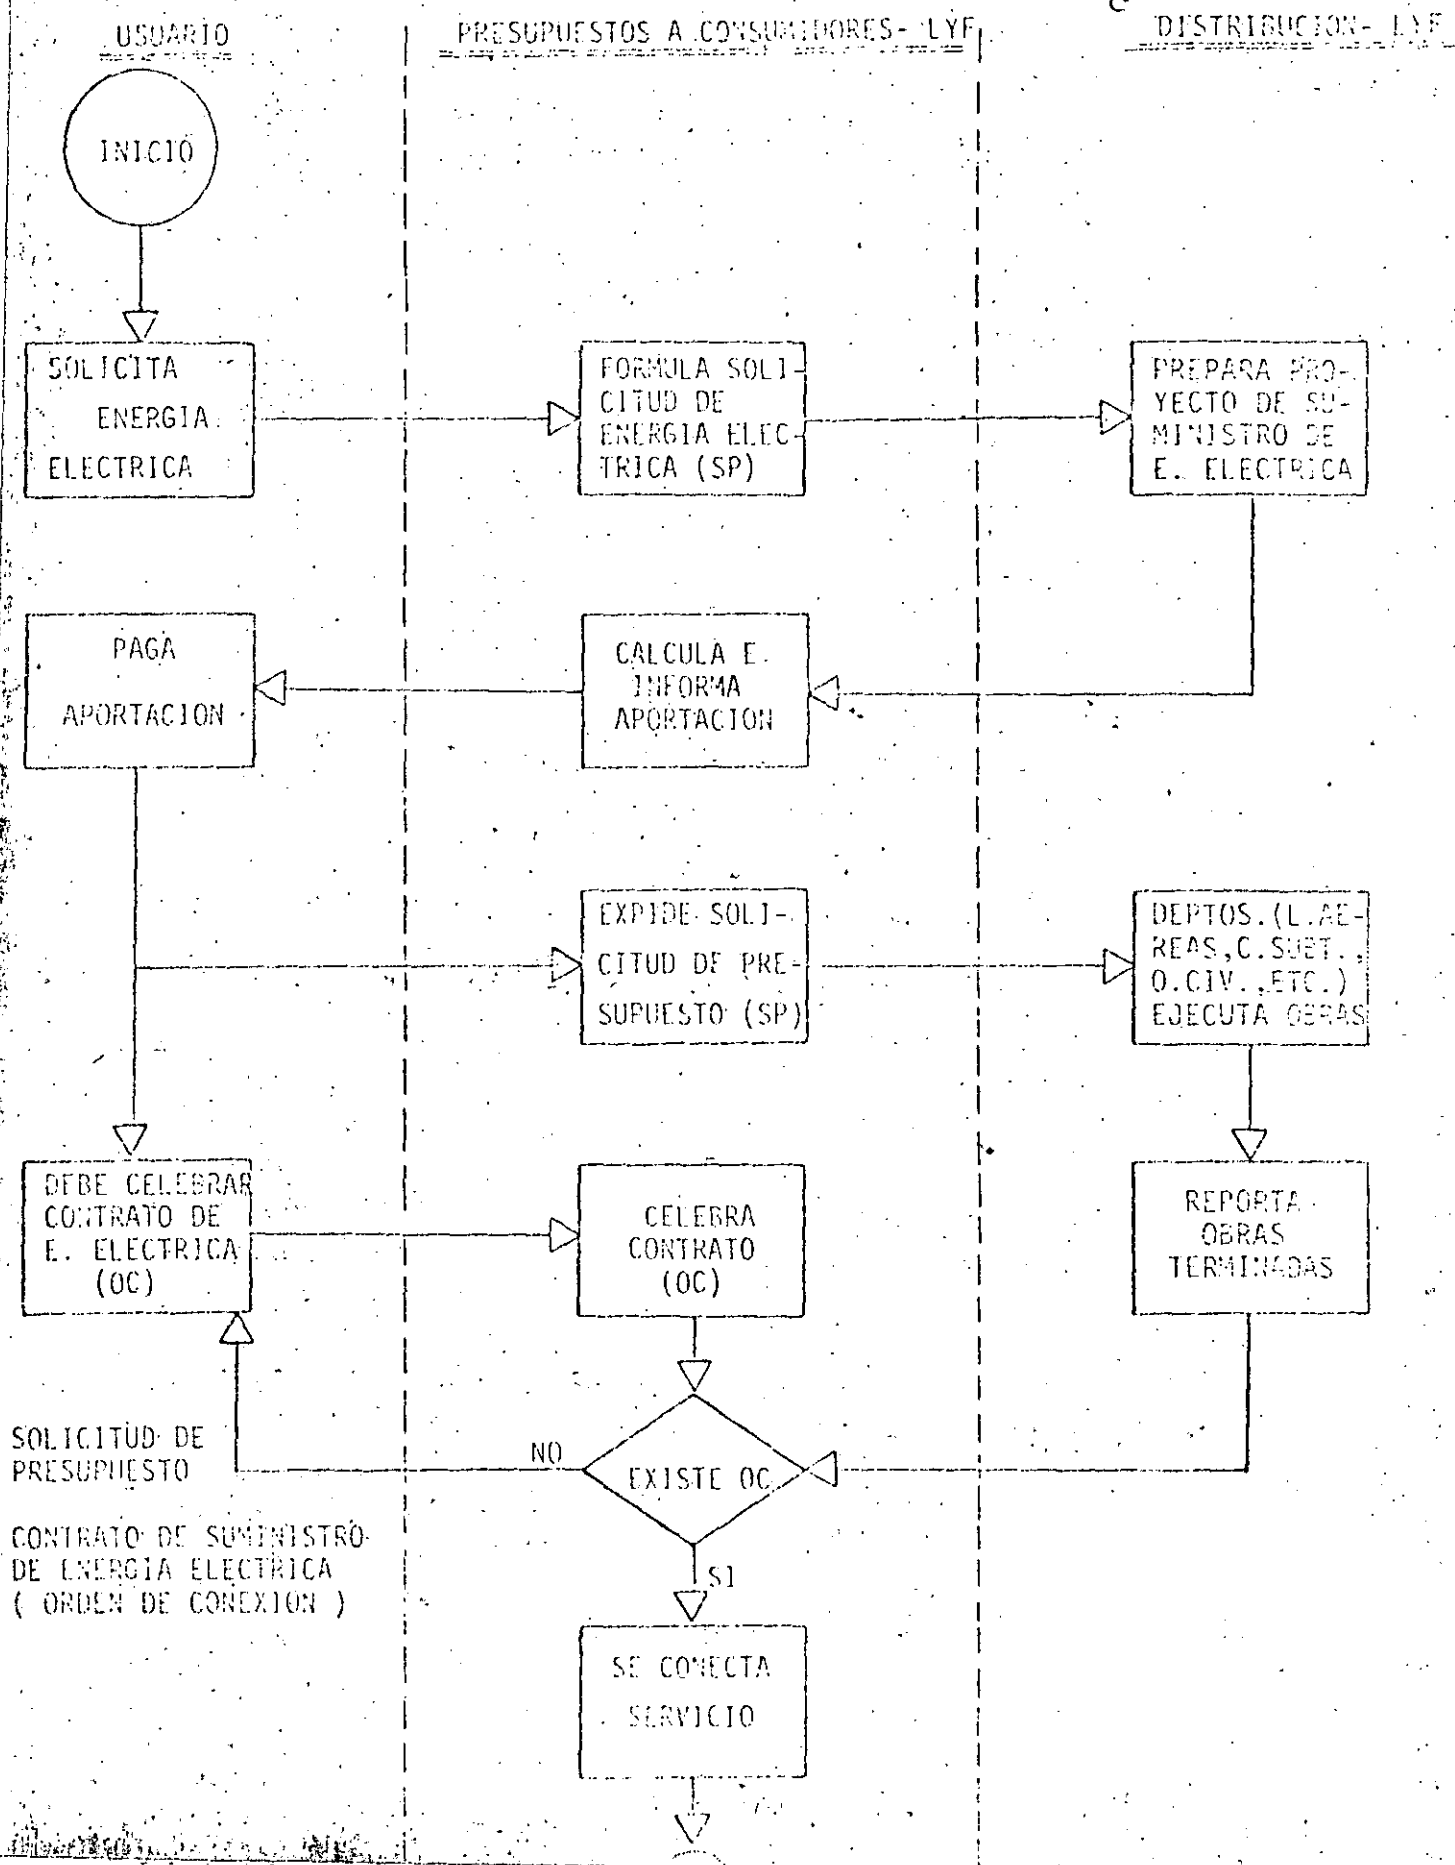 USUARIO
PRESUPUESTOS A CONSUMIDORES- LYF
DISTRIBUCION- LYF
INICIO
SOLICITA
ENERGIA
ELECTRICA
FORMULA SOLI-
CITUD DE
ENERGIA ELEC-
TRICA (SP)
PREPARA PRO-
YECTO DE SU-
MINISTRO DE
E. ELECTRICA
PAGA
APORTACION
CALCULA E
INFORMA
APORTACION
EXPIDE SOLI-
CITUD DE PRE-
SUPUESTO (SP)
DEPTOS.(L.AE-
REAS,C.SUBT.,
O.CIV.,ETC.)
EJECUTA OBRAS
DEBE CELEBRAR
CONTRATO DE
E. ELECTRICA
(OC)
CELEBRA
CONTRATO
(OC)
REPORTA
OBRAS
TERMINADAS
NO
EXISTE OC
SI
SOLICITUD DE
PRESUPUESTO
CONTRATO DE SUMINISTRO
DE ENERGIA ELECTRICA
( ORDEN DE CONEXION )
SE CONECTA
SERVICIO